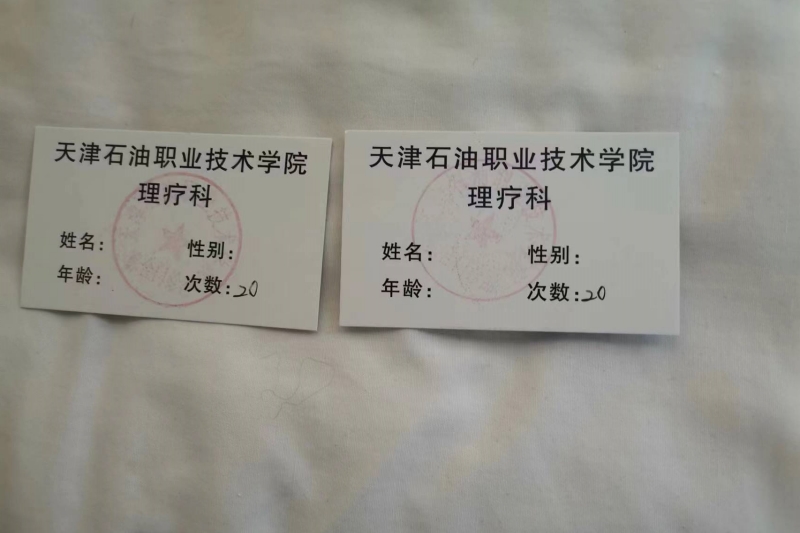 天津石油职业技术学院
理疗科
姓名： 性别：
年龄： 次数：20
天津石油职业技术学院
理疗科
姓名： 性别：
年龄： 次数：20